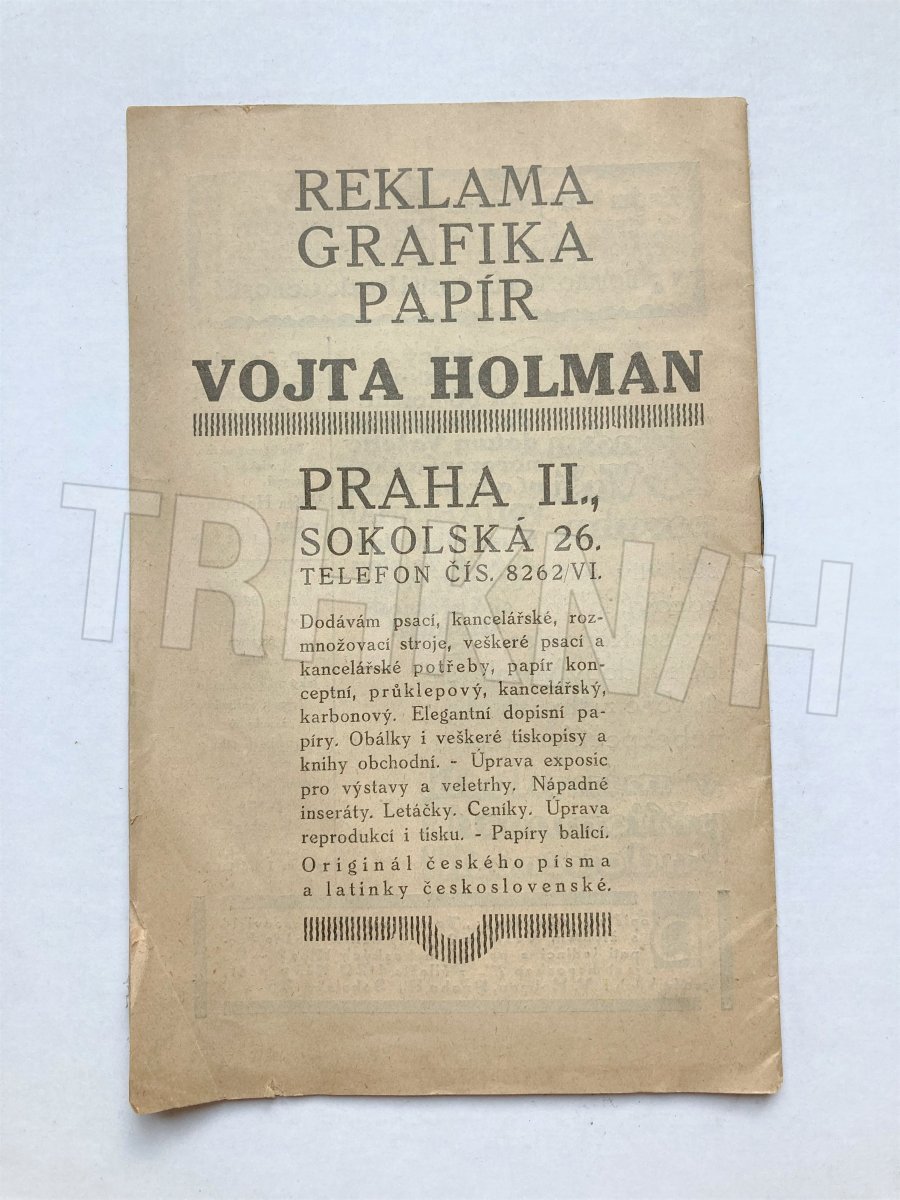 REKLAMA
GRAFIKA
PAPÍR
VOJTA HOLMAN
PRAHA II.,
SOKOLSKÁ 26.
TELEFON ČÍS. 8262/VI.
Dodávám psací, kancelářské, roz-
množovací stroje, veškeré psací a
kancelářské potřeby, papír kon-
ceptní, průklepový, kancelářský,
karbonový. Elegantní dopisní pa-
píry. Obálky i veškeré tiskopisy a
knihy obchodní. - Úprava exposic
pro výstavy a veletrhy. Nápadné
inseráty. Letáčky. Ceníky. Úprava
reprodukcí i tisku. - Papíry balící.
Originál českého písma
a latinky československé.
TRHKNIH